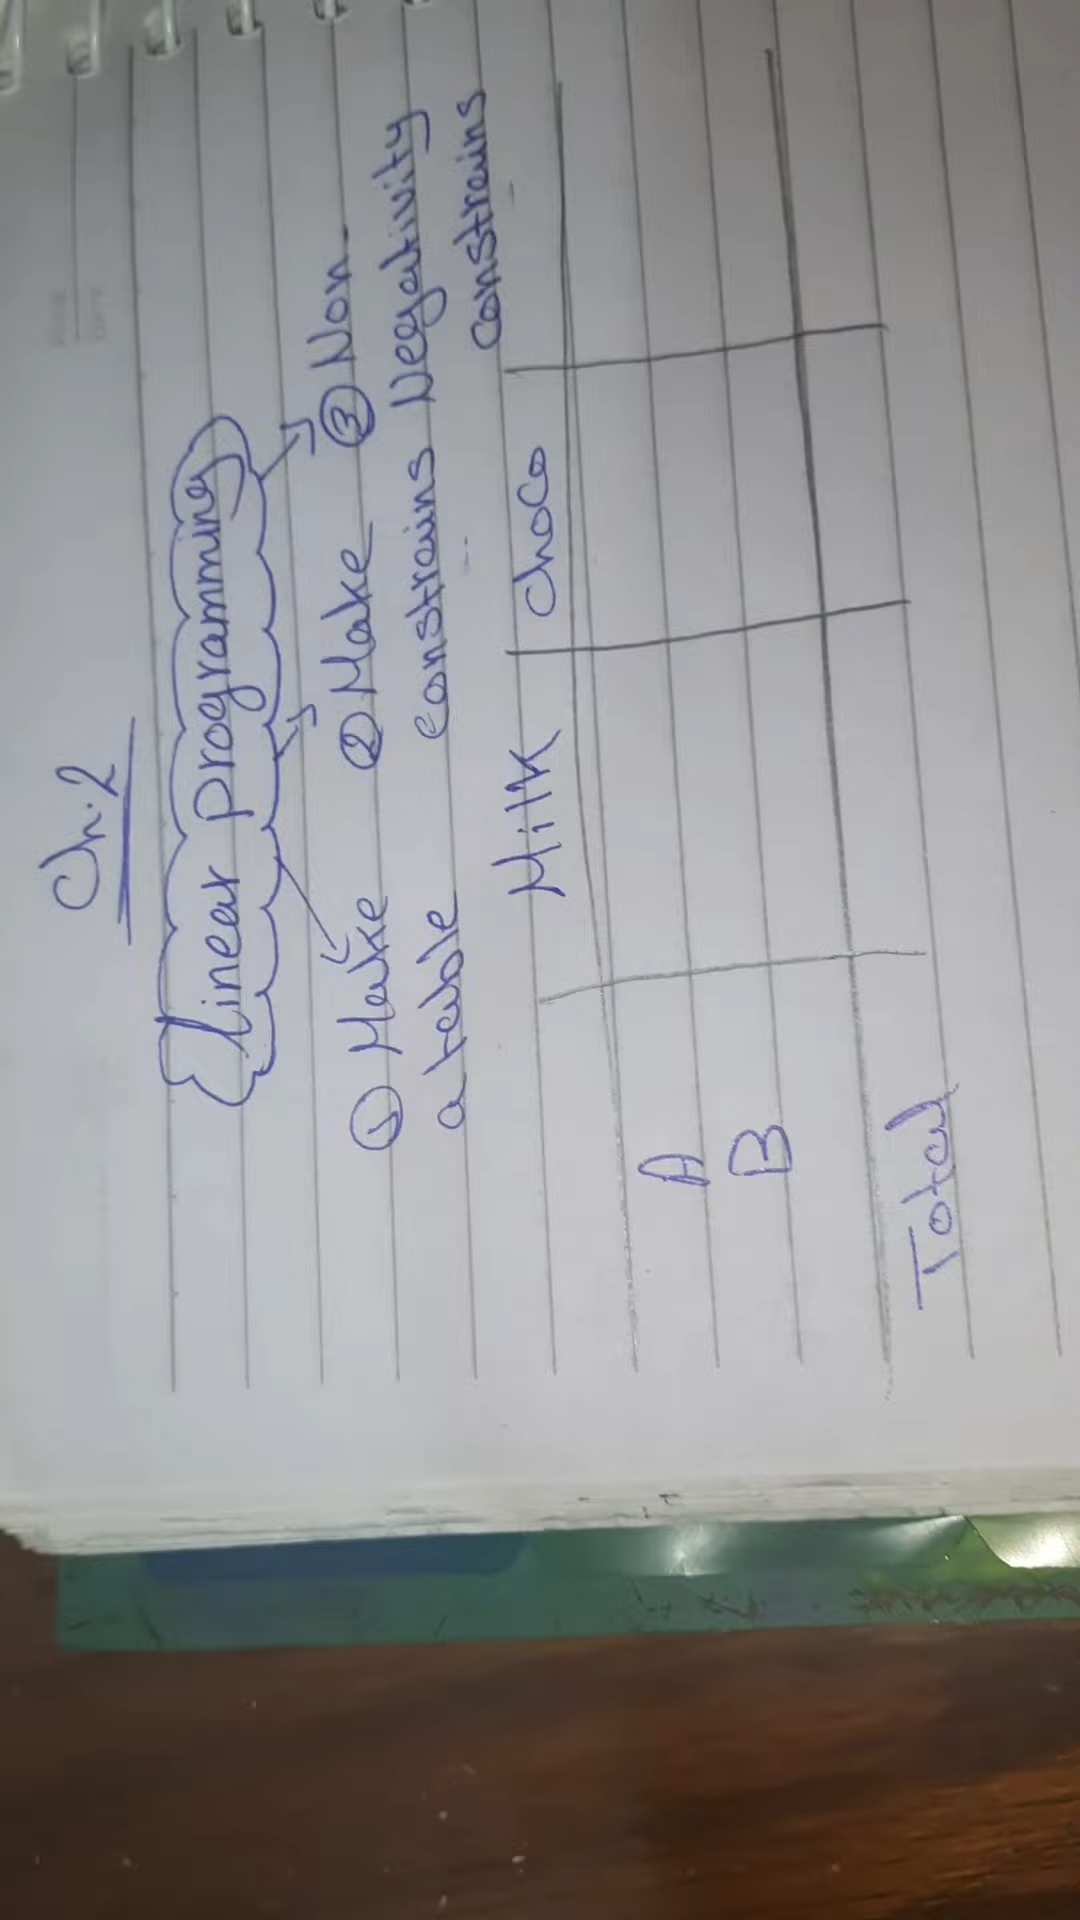 Ch.2
Linear programming
① Make ② Make ③ Non-
a table constrains Negativity
constrains
Milk Choco
A
B
Total